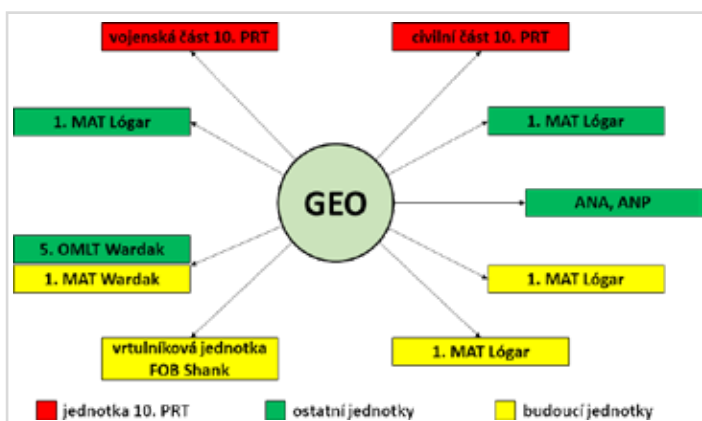 vojenská část 10. PRT
civilní část 10. PRT
1. MAT Lógar
1. MAT Lógar
GEO
ANA, ANP
5. OMLT Wardak
1. MAT Wardak
1. MAT Lógar
vrtulníková jednotka
FOB Shank
1. MAT Lógar
jednotka 10. PRT
ostatní jednotky
budoucí jednotky